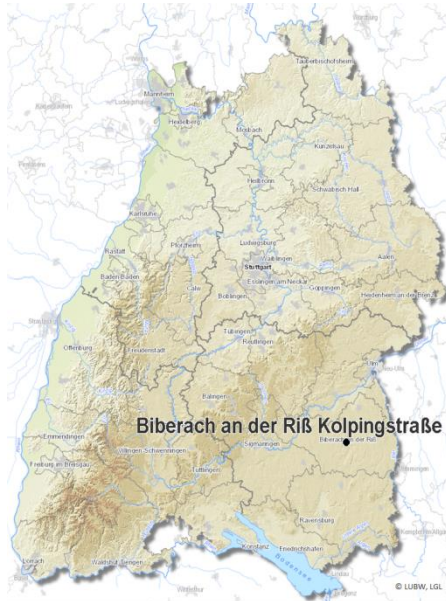 Tauberbischofsheim
Mannheim
Ludwigshafen
Heidelberg
Mosbach
Künzelsau
Heilbronn
Schwäbisch Hall
Karlsruhe
Ludwigsburg
Pforzheim
Waiblingen
Aalen
Rastatt
Stuttgart
Baden-Baden
Esslingen am Neckar
Göppingen
Calw
Böblingen
Heidenheim an der Brenz
Tübingen
Offenburg
Reutlingen
Freudenstadt
Ulm
Balingen
Biberach an der Riß Kolpingstraße
Emmendingen
Biberach an der Riß
Villingen-Schwenningen
Sigmaringen
Freiburg im Breisgau
Tuttlingen
Ravensburg
Konstanz
Friedrichshafen
Bodensee
Lörrach
Waldshut-Tiengen
© LUBW, LGL